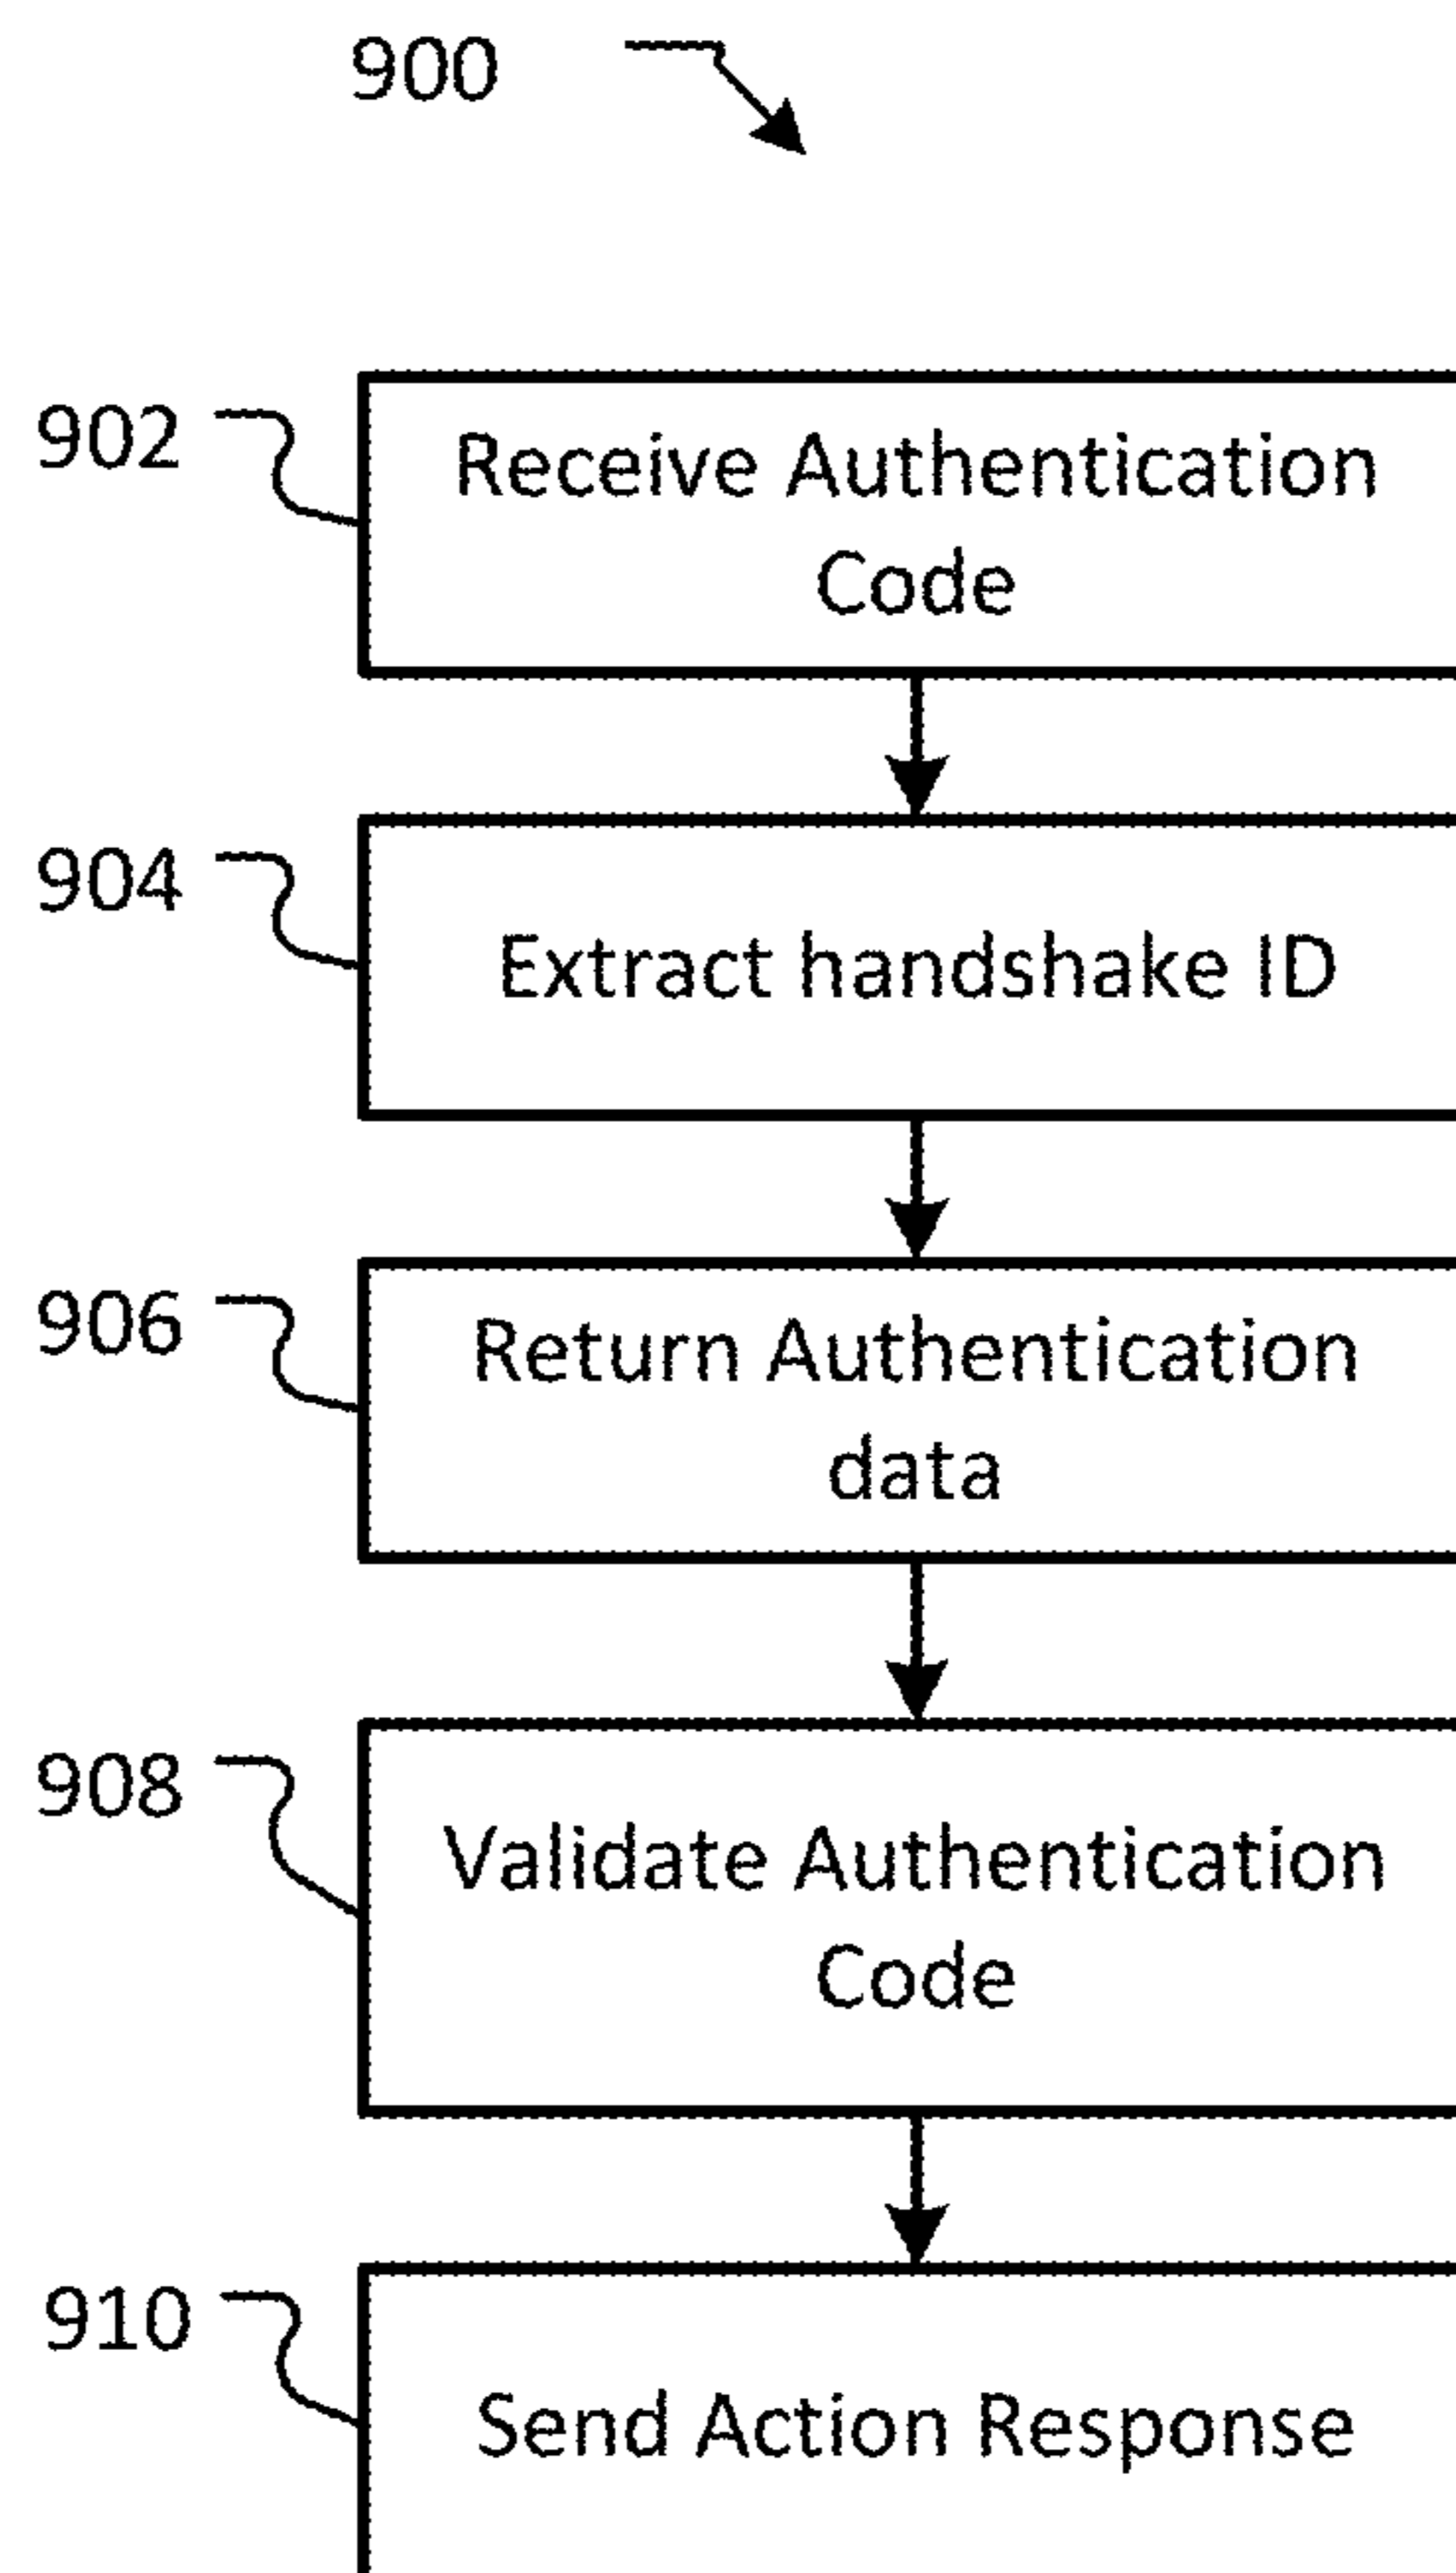 900
902
Receive Authentication
Code
904
Extract handshake ID
906
Return Authentication
data
908
Validate Authentication
Code
910
Send Action Response